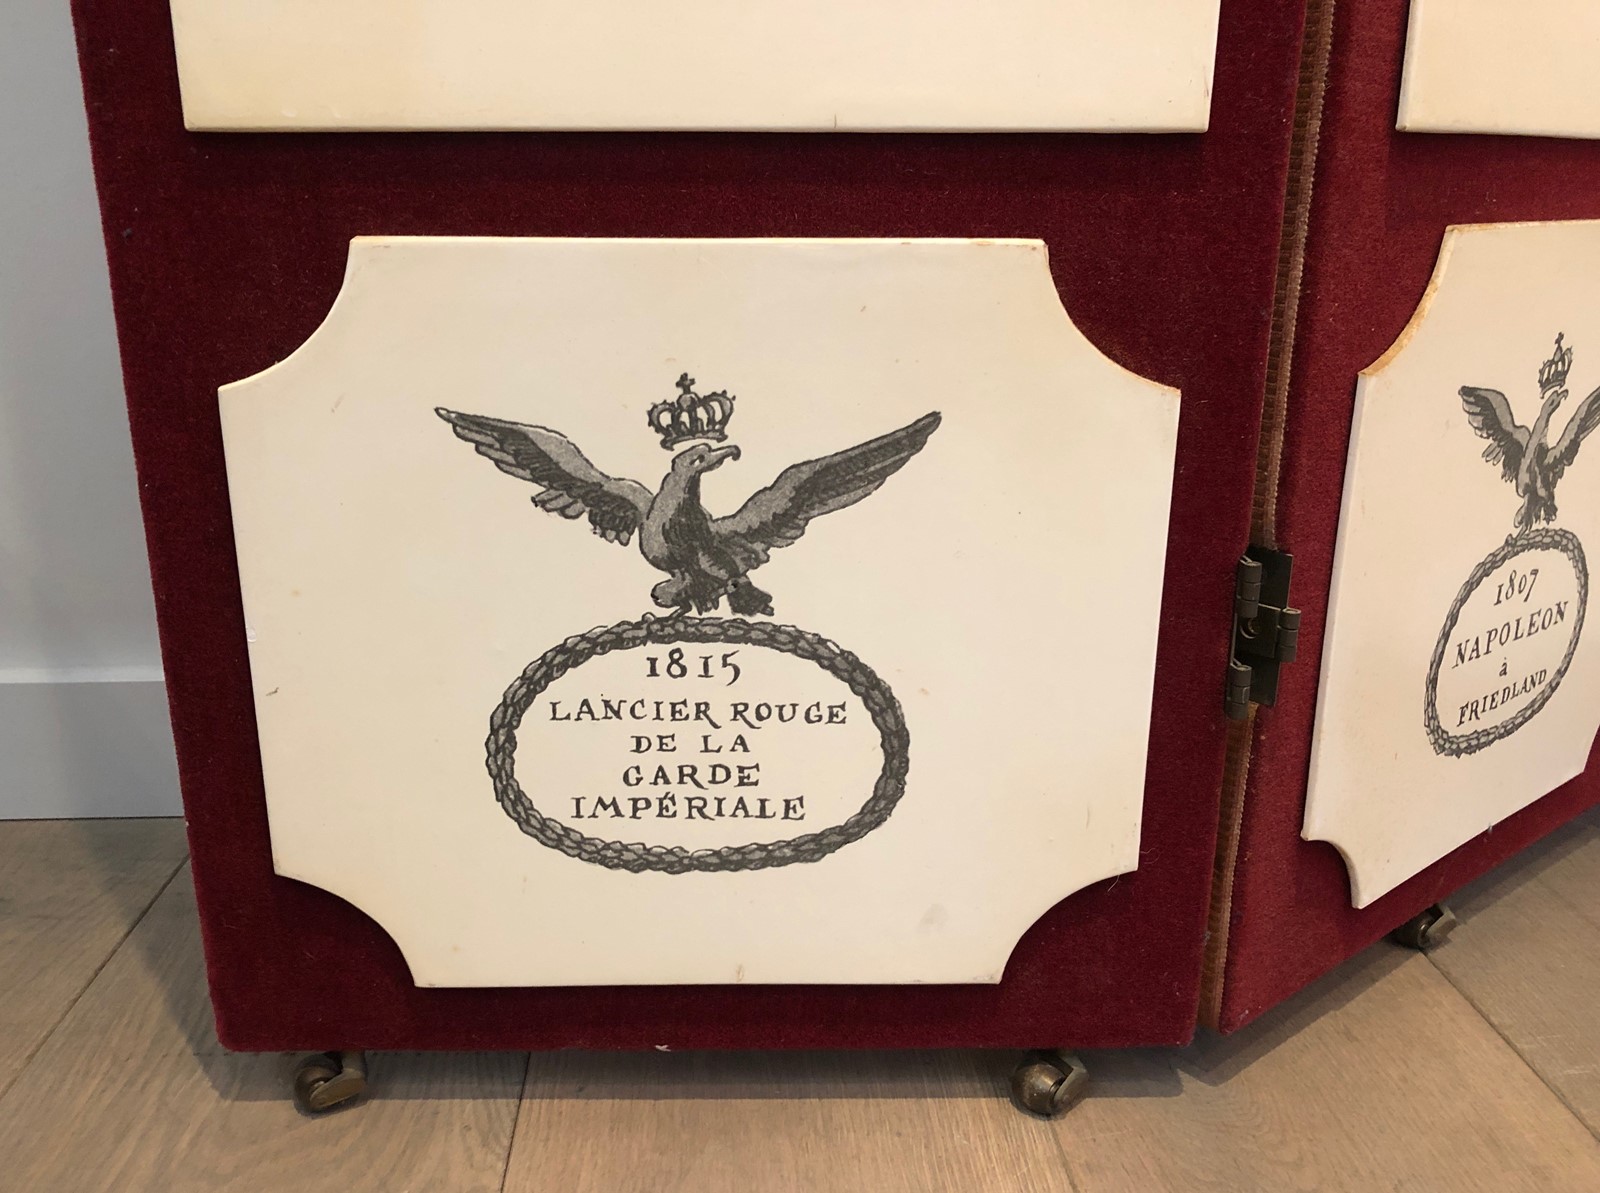 1815
LANCIER ROUGE
DE LA
GARDE
IMPÉRIALE
1807
NAPOLEON
à
FRIEDLAND